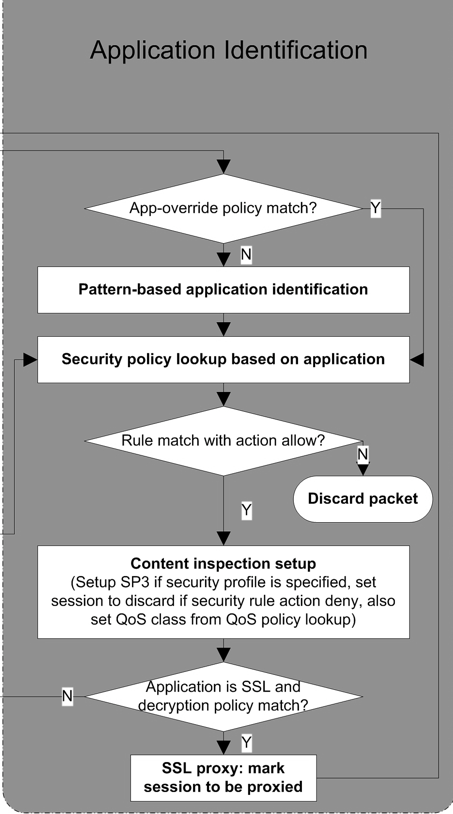 Application Identification
App-override policy match?
Y
N
Pattern-based application identification
Security policy lookup based on application
Rule match with action allow?
N
Discard packet
Y
Content inspection setup
(Setup SP3 if security profile is specified, set
session to discard if security rule action deny, also
set QoS class from QoS policy lookup)
Application is SSL and
decryption policy match?
N
Y
SSL proxy: mark
session to be proxied